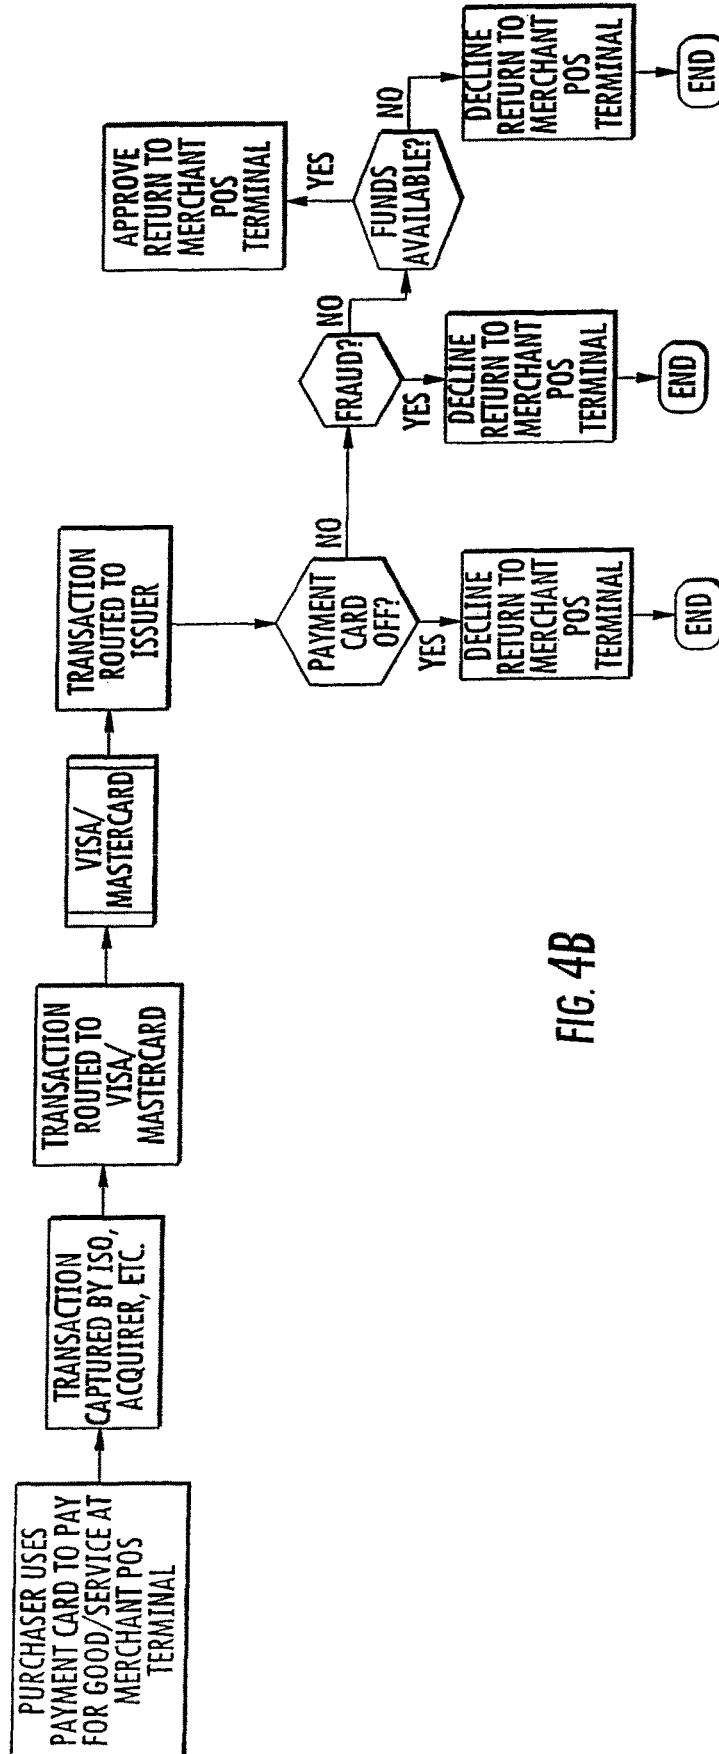 PURCHASER USES
PAYMENT CARD TO PAY
FOR GOOD/SERVICE AT
MERCHANT POS
TERMINAL
TRANSACTION
CAPTURED BY ISO,
ACQUIRER, ETC.
TRANSACTION
ROUTED TO
VISA/
MASTERCARD
VISA/
MASTERCARD
TRANSACTION
ROUTED TO
ISSUER
PAYMENT
CARD
OFF?
NO
YES
DECLINE
RETURN TO
MERCHANT
POS
TERMINAL
END
FRAUD?
NO
YES
DECLINE
RETURN TO
MERCHANT
POS
TERMINAL
END
FUNDS
AVAILABLE?
YES
APPROVE
RETURN TO
MERCHANT
POS
TERMINAL
NO
DECLINE
RETURN TO
MERCHANT
POS
TERMINAL
END
FIG. 4B